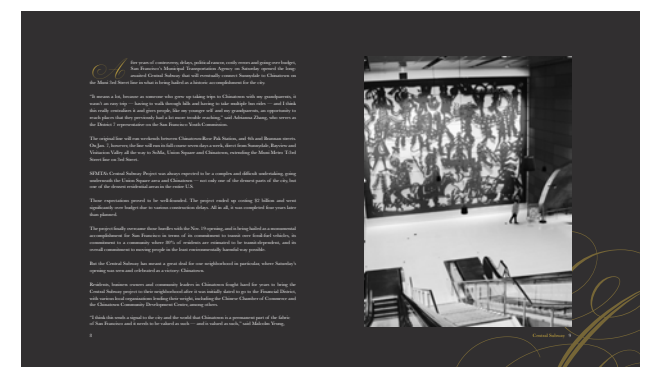 After years of controversy, delays, political course, costly events and going over budget,
San Francisco's Municipal Transportation Agency on Saturday opened the long-
awaited Central Subway that will eventually connect Sunnydale to Chinatown on
the Muni 3rd Street line in what is being hailed as a historic accomplishment for the city.
"It means a lot, because as someone who grew up taking trips to Chinatown with my grandparents, it
wasn't an easy trip — having to walk through hills and having to take multiple bus rides — and I think
this really centralizes it and gives people, like my younger self and my grandparents, an opportunity to
reach places that they previously had a lot more trouble reaching," said Adrianna Zhang, who serves as
the District 7 representative on the San Francisco Youth Commission.
The original line will run weekends between Chinatown-Rose Pak Station, and 4th and Brannan streets.
On Jan. 7, however, the line will run its full course seven days a week, direct from Sunnydale, Bayview and
Visitacion Valley all the way to SoMa, Union Square and Chinatown, extending the Muni Metro T-Third
Street line on 3rd Street.
SFMTA's Central Subway Project was always expected to be a complex and difficult undertaking, going
underneath the Union Square area and Chinatown — not only one of the densest parts of the city, but
one of the densest residential areas in the entire U.S.
Those expectations proved to be well-founded. The project ended up costing $2 billion and went
significantly over budget due to various construction delays. All in all, it was completed four years later
than planned.
The project finally overcame those hurdles with the Nov. 19 opening, and is being hailed as a monumental
accomplishment for San Francisco in terms of its commitment to transit over fossil-fuel vehicles, its
commitment to a community where 80% of residents are estimated to be transit-dependent, and its
overall commitment to moving people in the least environmentally harmful way possible.
But the Central Subway has meant a great deal for one neighborhood in particular, where Saturday's
opening was seen and celebrated as a victory: Chinatown.
Residents, business owners and community leaders in Chinatown fought hard for years to bring the
Central Subway project to their neighborhood after it was initially slated to go to the Financial District,
with various local organizations lending their weight, including the Chinese Chamber of Commerce and
the Chinatown Community Development Center, among others.
"I think this sends a signal to the city and the world that Chinatown is a permanent part of the fabric
of San Francisco and it needs to be valued as such — and is valued as such," said Malcolm Yeung,
8
Central Subway 9